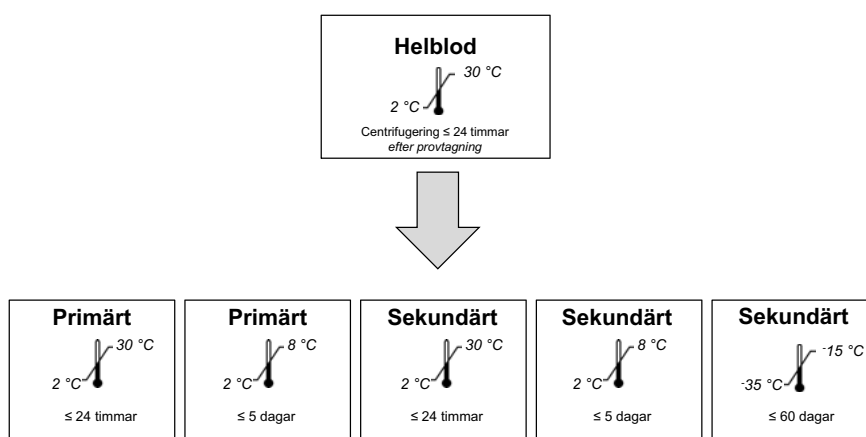 Helblod
30 °C
2 °C
Centrifugering ≤ 24 timmar
efter provtagning
Primärt
30 °C
2 °C
≤ 24 timmar
Primärt
8 °C
2 °C
≤ 5 dagar
Sekundärt
30 °C
2 °C
≤ 24 timmar
Sekundärt
8 °C
2 °C
≤ 5 dagar
Sekundärt
-15 °C
-35 °C
≤ 60 dagar